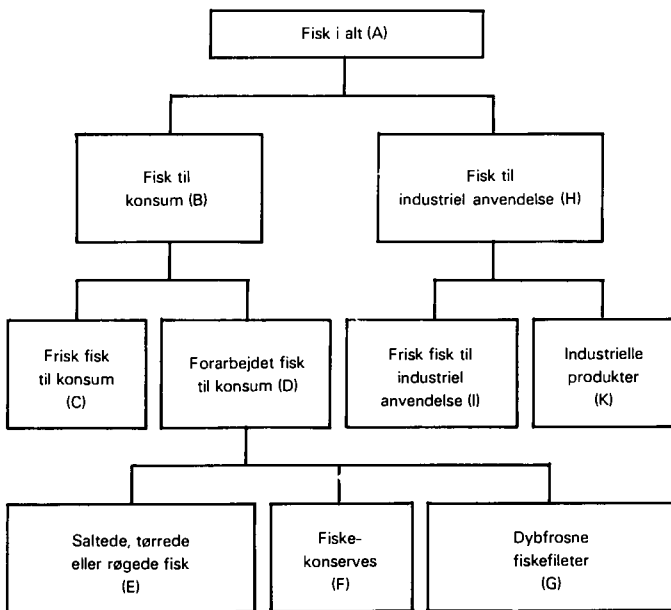 Fisk i alt (A)
Fisk til
konsum (B)
Fisk til
industriel anvendelse (H)
Frisk fisk
til konsum
(C)
Forarbejdet fisk
til konsum (D)
Frisk fisk til
industriel
anvendelse (I)
Industrielle
produkter
(K)
Saltede, tørrede
eller røgede fisk
(E)
Fiske-
konserves
(F)
Dybfrosne
fiskefileter
(G)